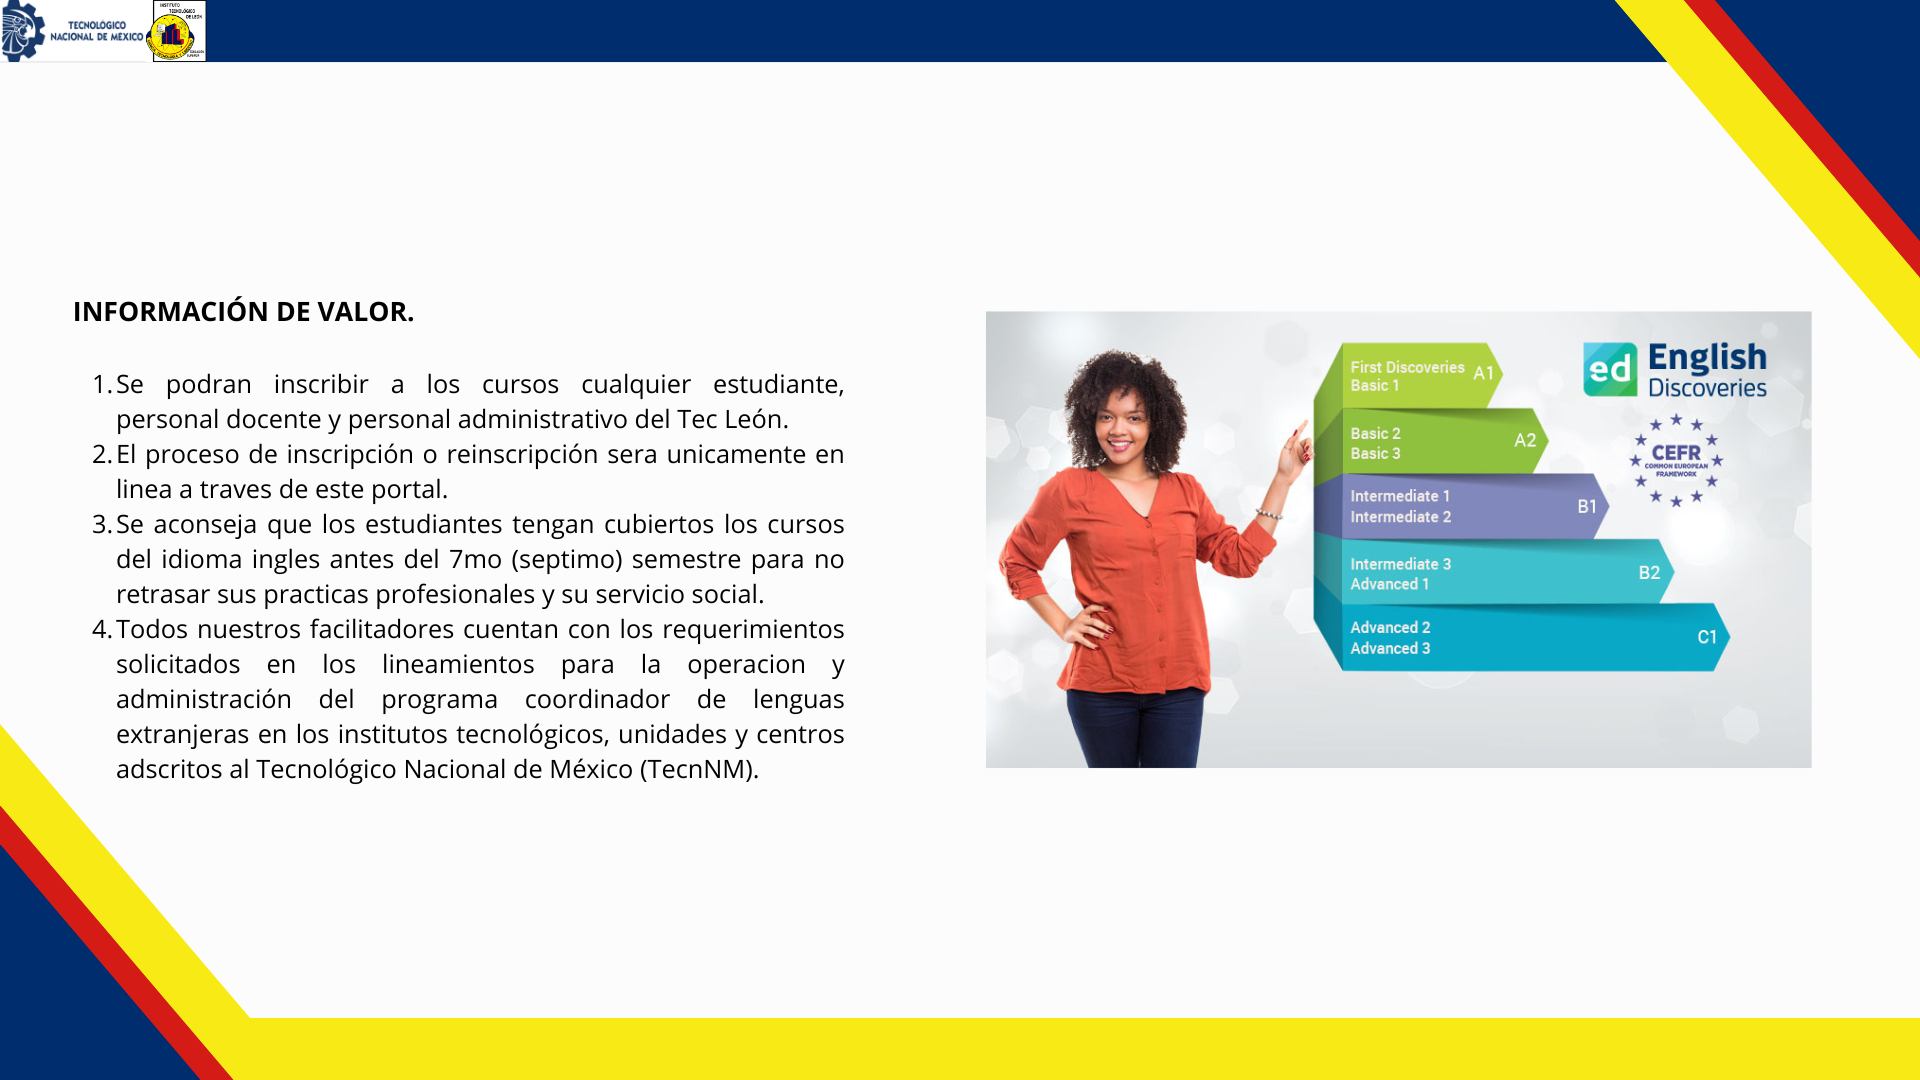 TECNOLÓGICO
NACIONAL DE MÉXICO
INSTITUTO
TECNOLÓGICO
DE LEÓN
INFORMACIÓN DE VALOR.
1. Se podran inscribir a los cursos cualquier estudiante,
personal docente y personal administrativo del Tec León.
2. El proceso de inscripción o reinscripción sera unicamente en
linea a traves de este portal.
3. Se aconseja que los estudiantes tengan cubiertos los cursos
del idioma ingles antes del 7mo (septimo) semestre para no
retrasar sus practicas profesionales y su servicio social.
4. Todos nuestros facilitadores cuentan con los requerimientos
solicitados en los lineamientos para la operacion y
administración del programa coordinador de lenguas
extranjeras en los institutos tecnológicos, unidades y centros
adscritos al Tecnológico Nacional de México (TecnNM).
First Discoveries
Basic 1
A1
Basic 2
Basic 3
A2
Intermediate 1
Intermediate 2
B1
Intermediate 3
Advanced 1
B2
Advanced 2
Advanced 3
C1
ed English
Discoveries
CEFR
COMMON EUROPEAN
FRAMEWORK